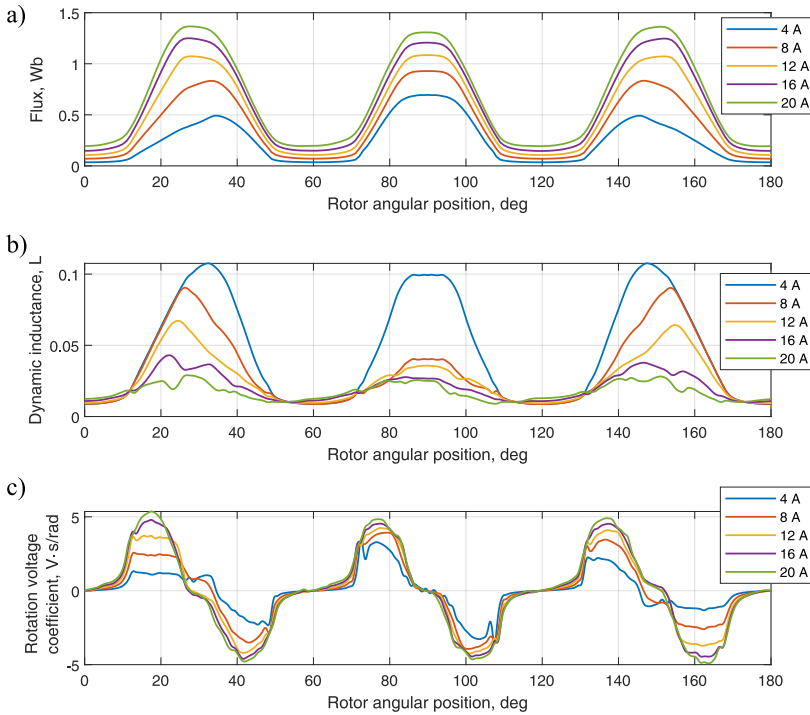 a)
1.5
1
0.5
0
Flux, Wb
0 20 40 60 80 100 120 140 160 180
Rotor angular position, deg
4 A
8 A
12 A
16 A
20 A
b)
0.1
0.05
0
Dynamic inductance, L
0 20 40 60 80 100 120 140 160 180
Rotor angular position, deg
4 A
8 A
12 A
16 A
20 A
c)
5
0
-5
Rotation voltage
coefficient, V·s/rad
0 20 40 60 80 100 120 140 160 180
Rotor angular position, deg
4 A
8 A
12 A
16 A
20 A